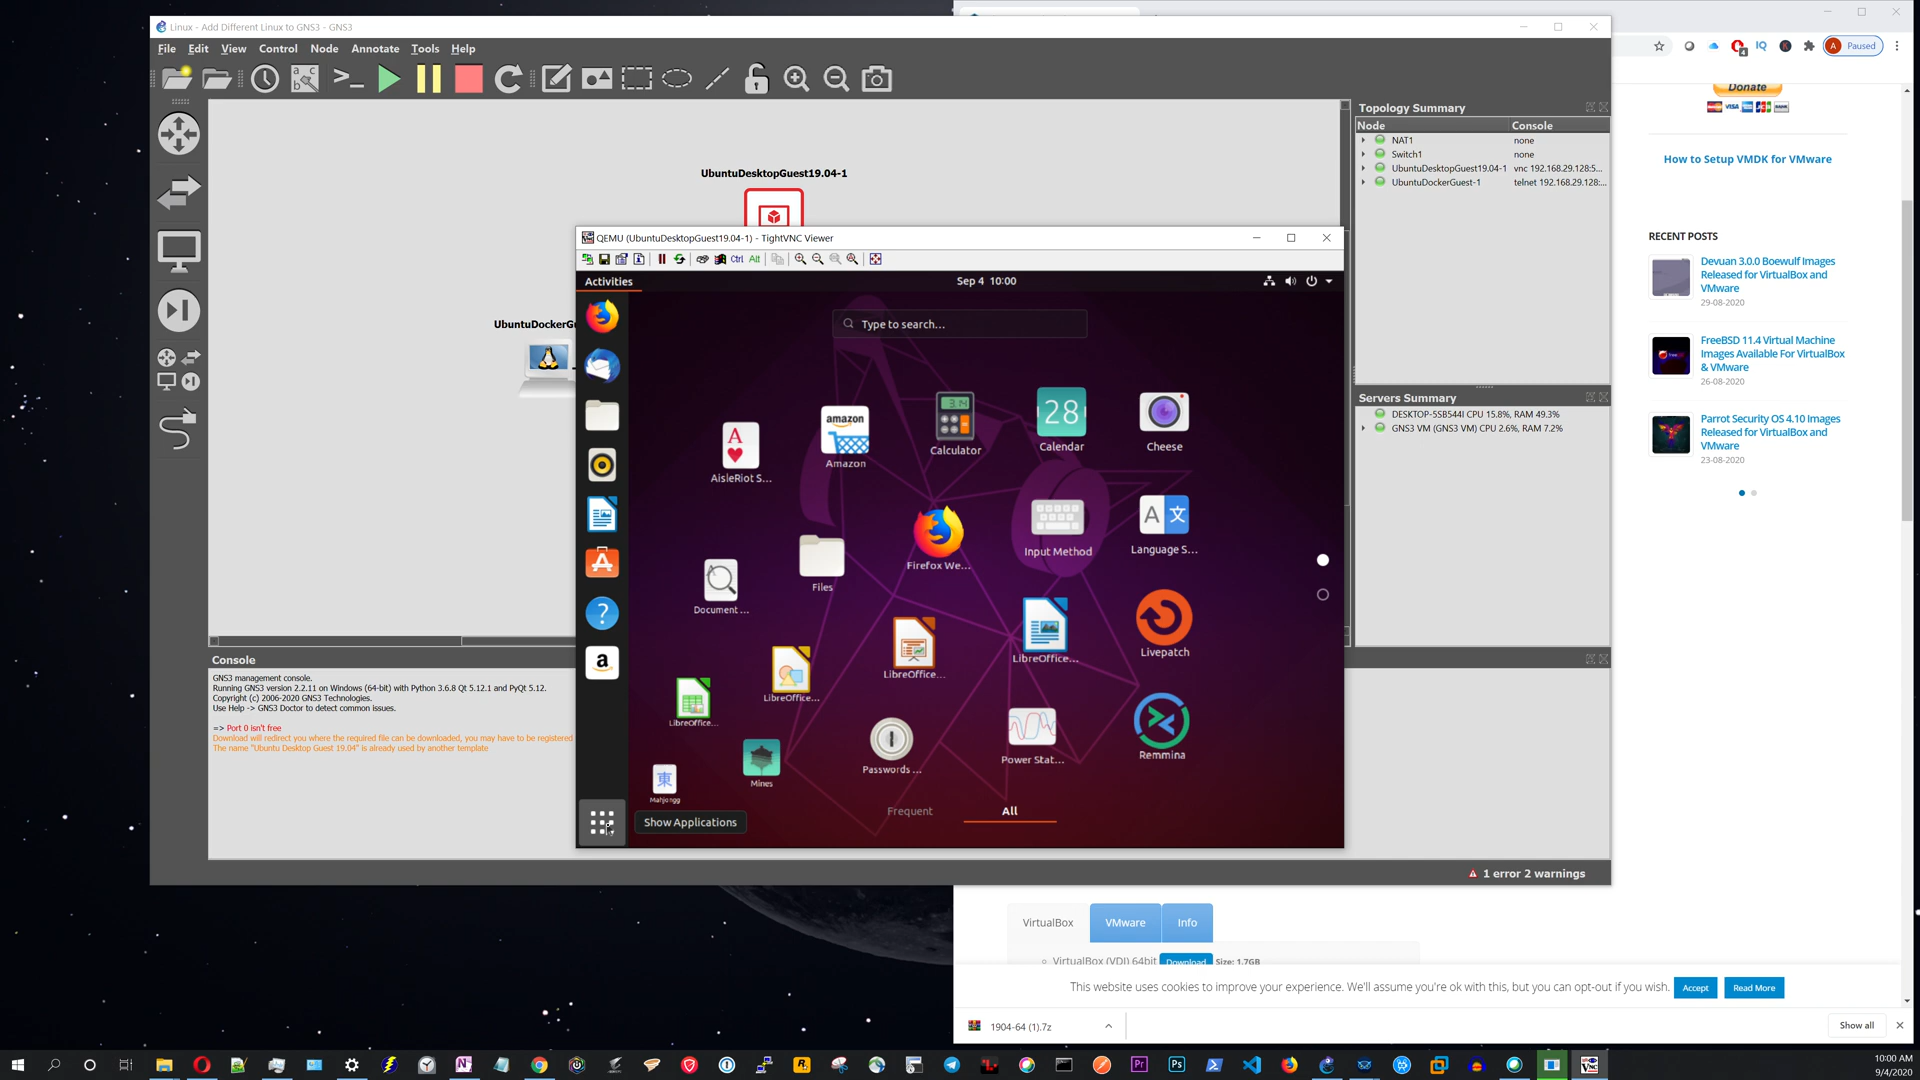 Linux - Add Different Linux to GNS3 - GNS3
File Edit View Control Node Annotate Tools Help
Paused
UbuntuDesktopGuest19.04-1
UbuntuDockerGu
Topology Summary
Node Console
NAT1 none
Switch1 none
UbuntuDesktopGuest19.04-1 vnc 192.168.29.128:5...
UbuntuDockerGuest-1 telnet 192.168.29.128:...
Servers Summary
DESKTOP-5SB544I CPU 15.8%, RAM 49.3%
GNS3 VM (GNS3 VM) CPU 2.6%, RAM 7.2%
QEMU (UbuntuDesktopGuest19.04-1) - TightVNC Viewer
Ctrl Alt
Activities
Sep 4 10:00
Type to search...
AisleRiot S...
amazon
Amazon
Calculator
28
Calendar
Cheese
Document ...
Files
Firefox We...
Input Method
Language S...
LibreOffice...
LibreOffice...
LibreOffice...
LibreOffice...
Livepatch
Mahjongg
Mines
Passwords ...
Power Stat...
Remmina
Show Applications
Frequent All
Console
GNS3 management console.
Running GNS3 version 2.2.11 on Windows (64-bit) with Python 3.6.8 Qt 5.12.1 and PyQt 5.12.
Copyright (c) 2006-2020 GNS3 Technologies.
Use Help -> GNS3 Doctor to detect common issues.
=> Port 0 isn't free
Download will redirect you where the required file can be downloaded, you may have to be registered
The name "Ubuntu Desktop Guest 19.04" is already used by another template
1 error 2 warnings
Donate
How to Setup VMDK for VMware
RECENT POSTS
Devuan 3.0.0 Boewulf Images
Released for VirtualBox and
VMware
29-08-2020
FreeBSD 11.4 Virtual Machine
Images Available For VirtualBox
& VMware
26-08-2020
Parrot Security OS 4.10 Images
Released for VirtualBox and
VMware
23-08-2020
VirtualBox VMware Info
VirtualBox (VDI) 64bit Download Size: 1.7GB
This website uses cookies to improve your experience. We'll assume you're ok with this, but you can opt-out if you wish. Accept Read More
1904-64 (1).7z
Show all
10:00 AM
9/4/2020